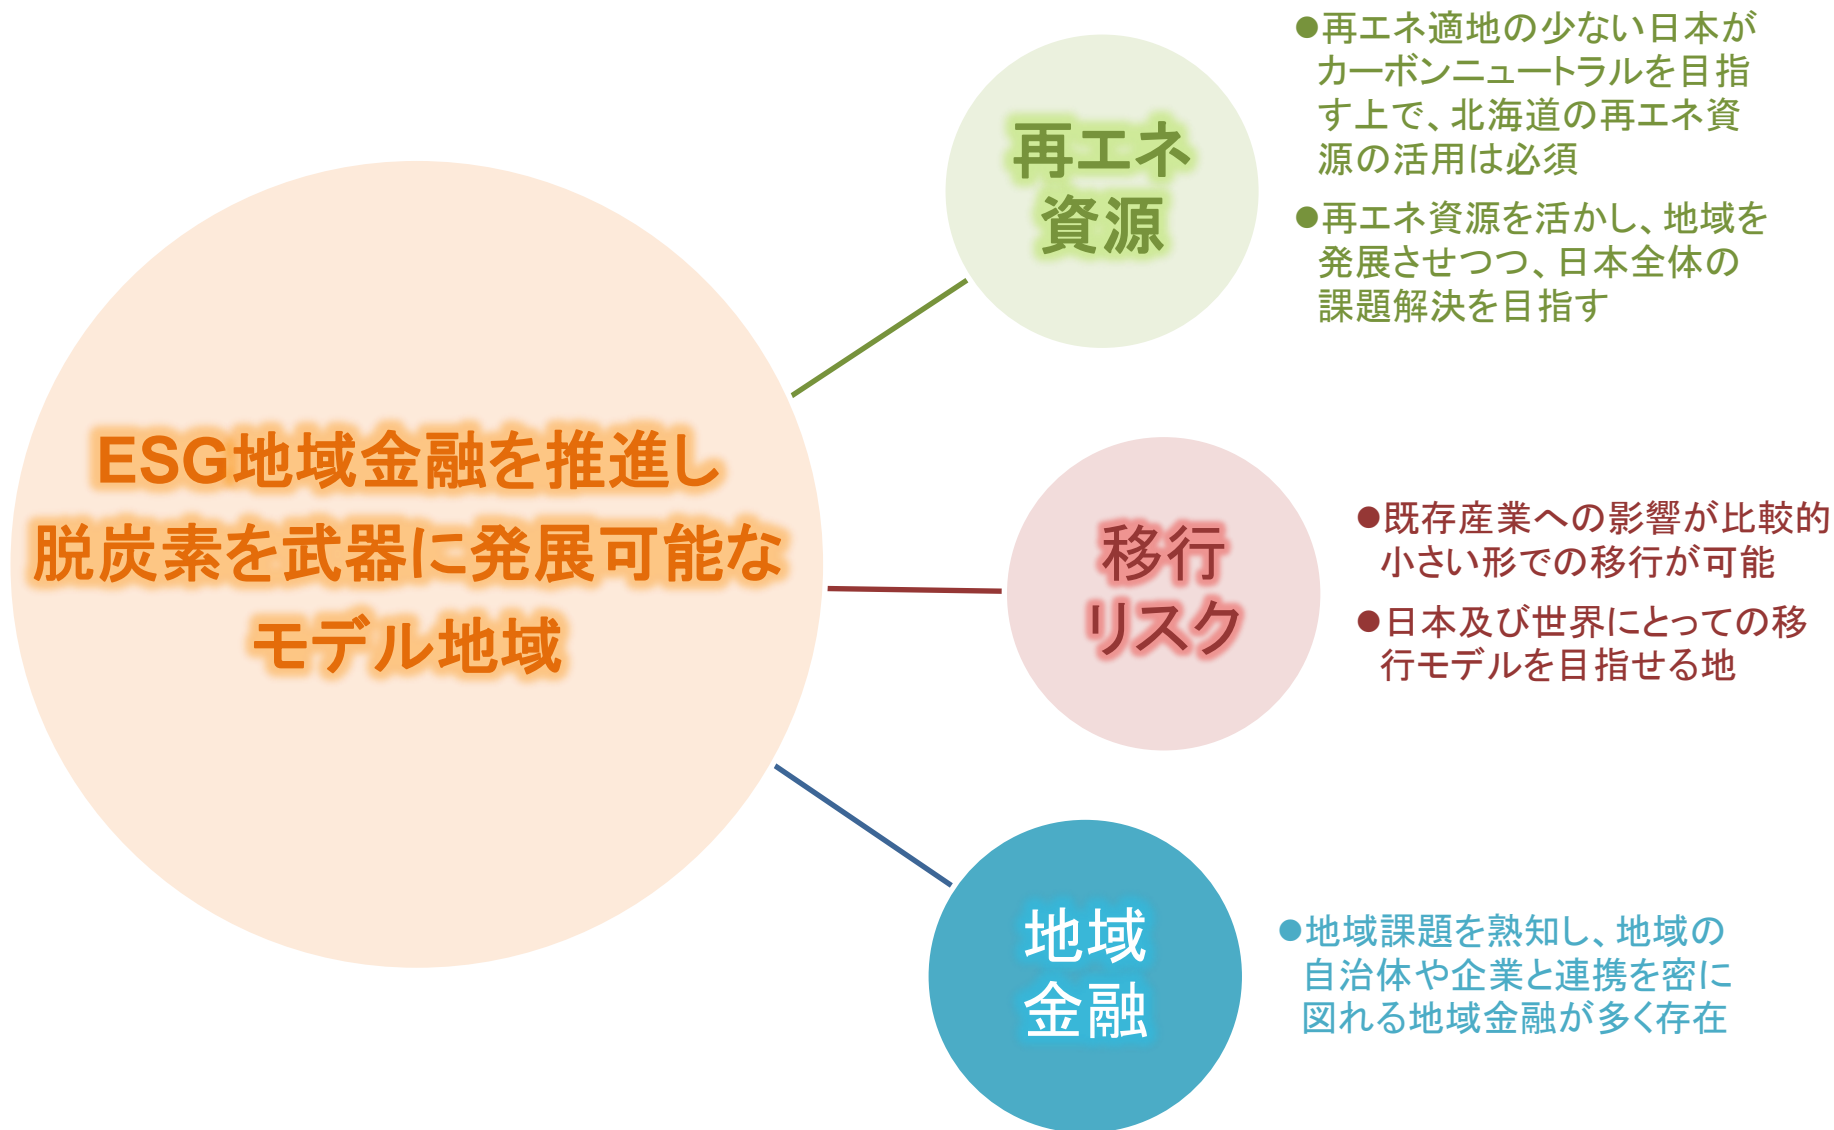 ESG地域金融を推進し
脱炭素を武器に発展可能な
モデル地域
再エネ
資源
●再エネ適地の少ない日本が
カーボンニュートラルを目指
す上で、北海道の再エネ資
源の活用は必須
●再エネ資源を活かし、地域を
発展させつつ、日本全体の
課題解決を目指す
移行
リスク
●既存産業への影響が比較的
小さい形での移行が可能
●日本及び世界にとっての移
行モデルを目指せる地
地域
金融
●地域課題を熟知し、地域の
自治体や企業と連携を密に
図れる地域金融が多く存在